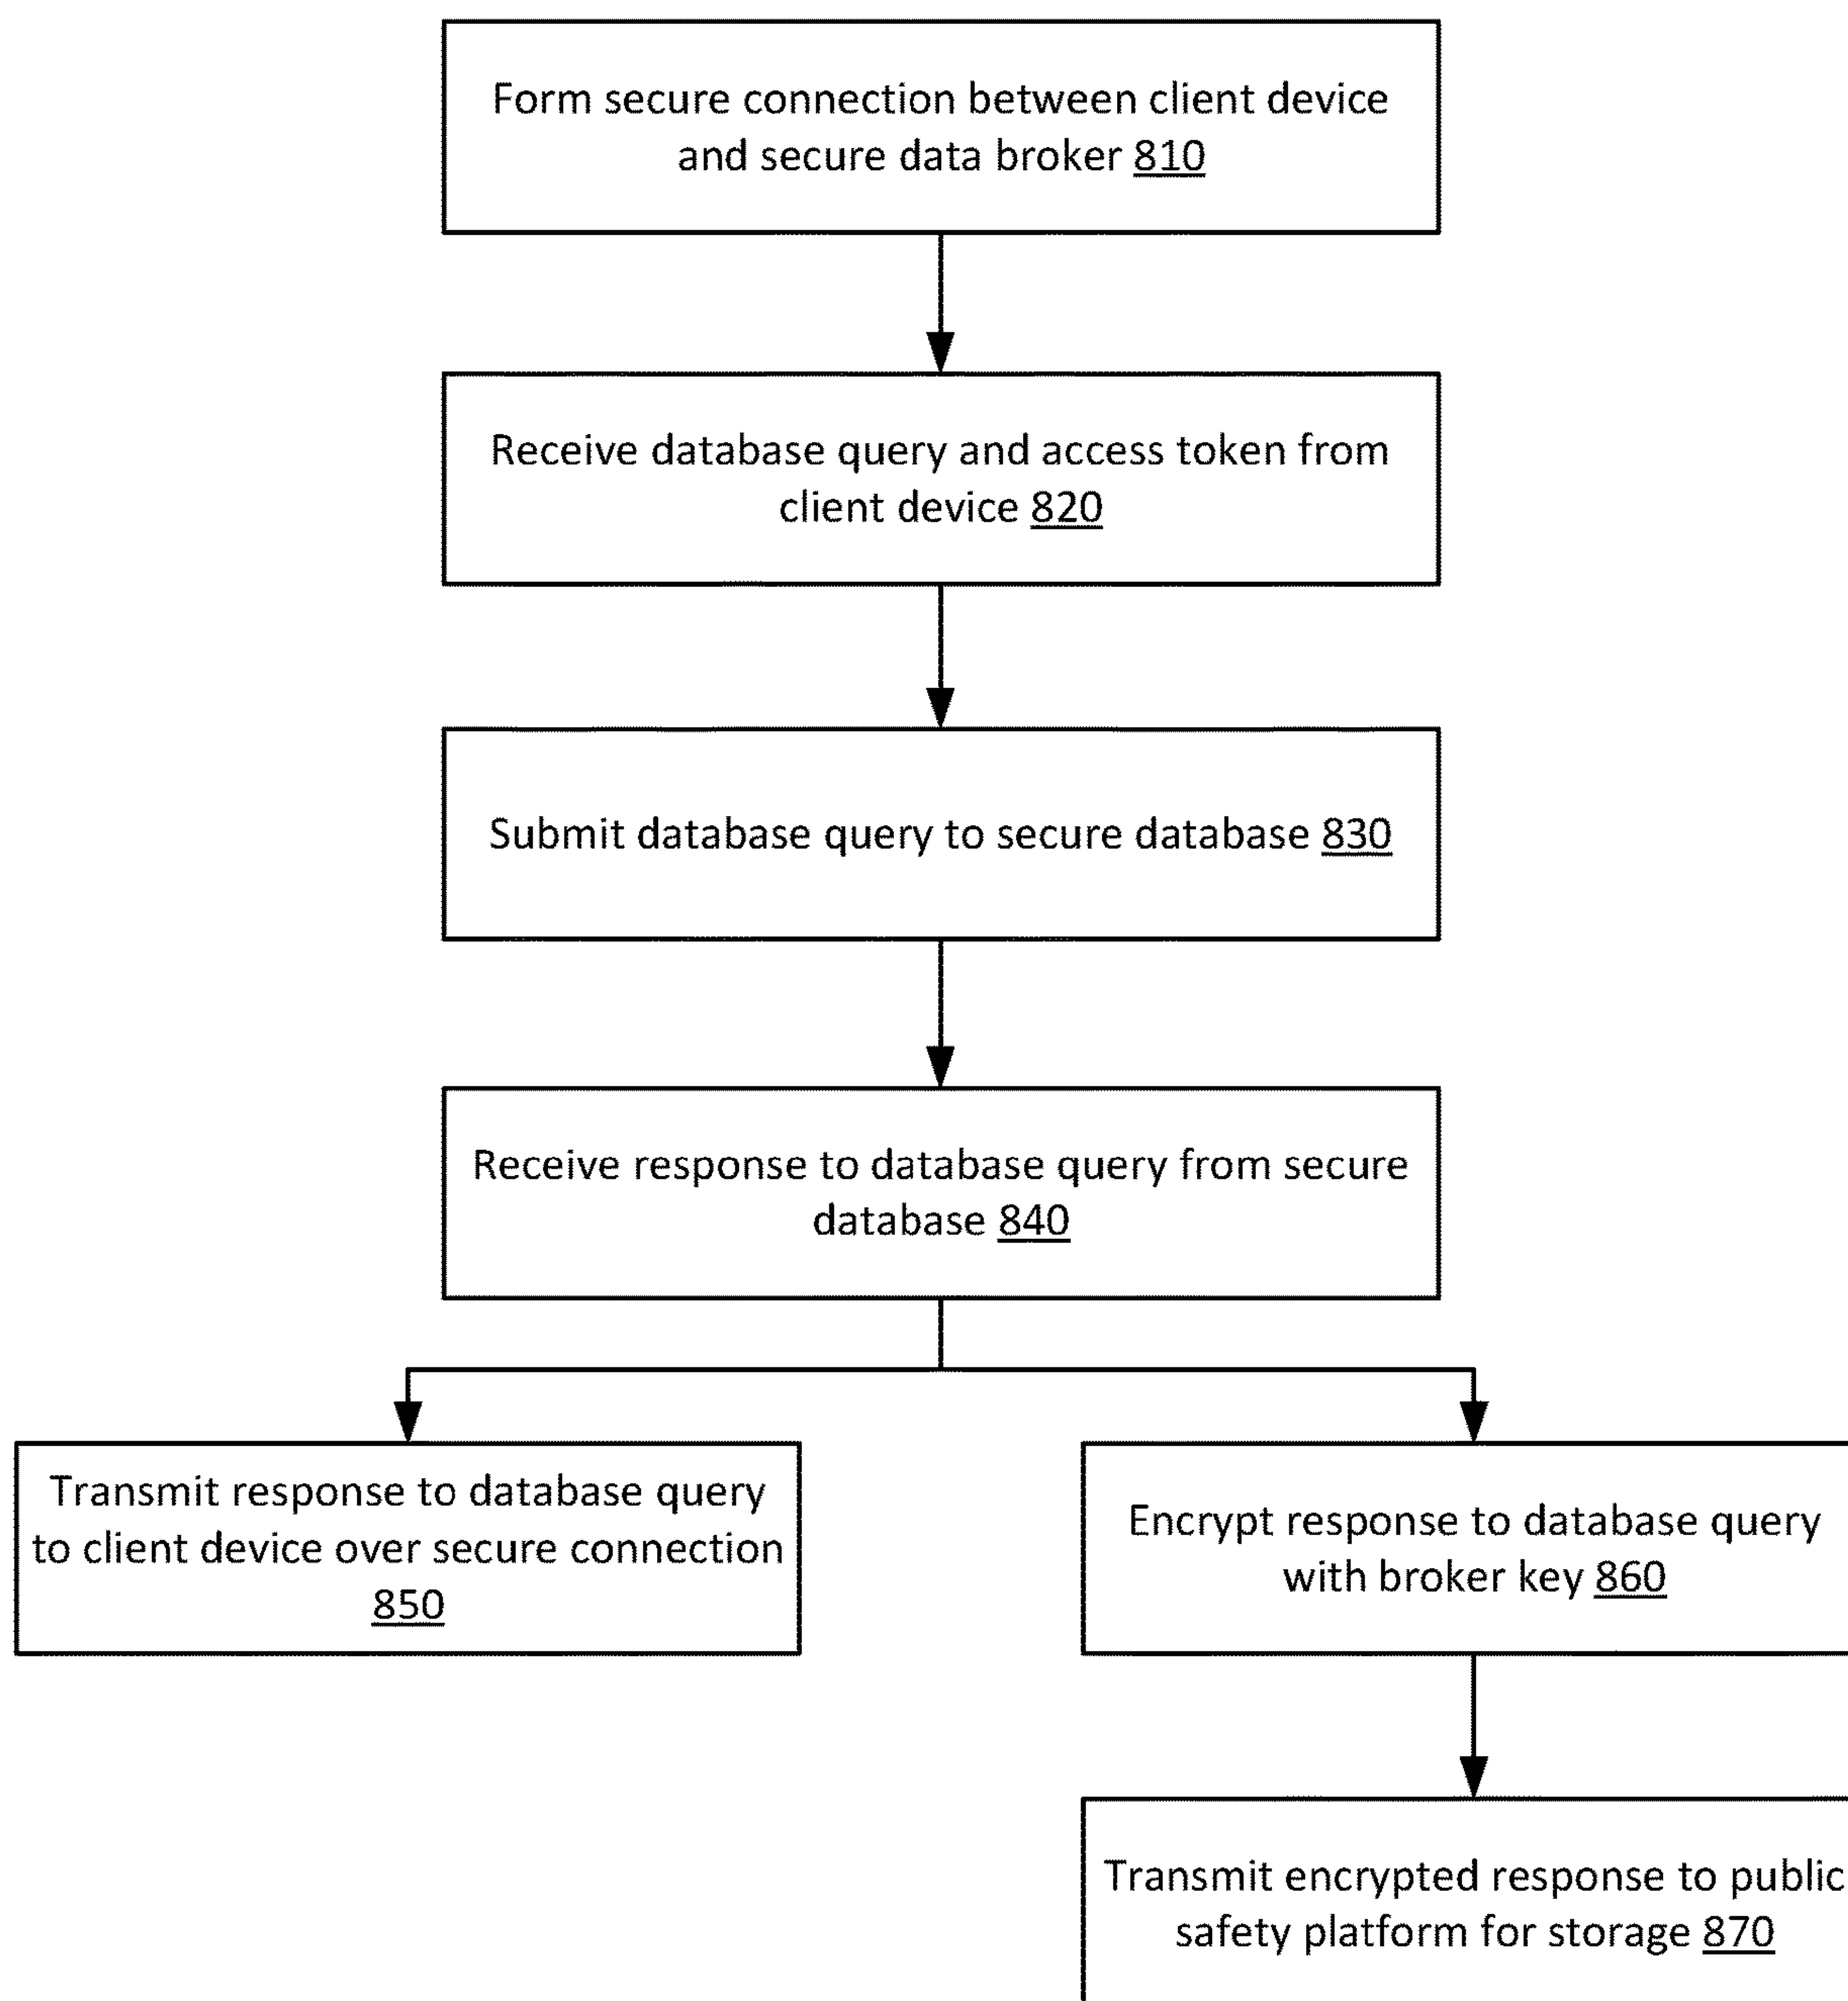 Form secure connection between client device
and secure data broker 810
Receive database query and access token from
client device 820
Submit database query to secure database 830
Receive response to database query from secure
database 840
Transmit response to database query
to client device over secure connection
850
Encrypt response to database query
with broker key 860
Transmit encrypted response to public
safety platform for storage 870